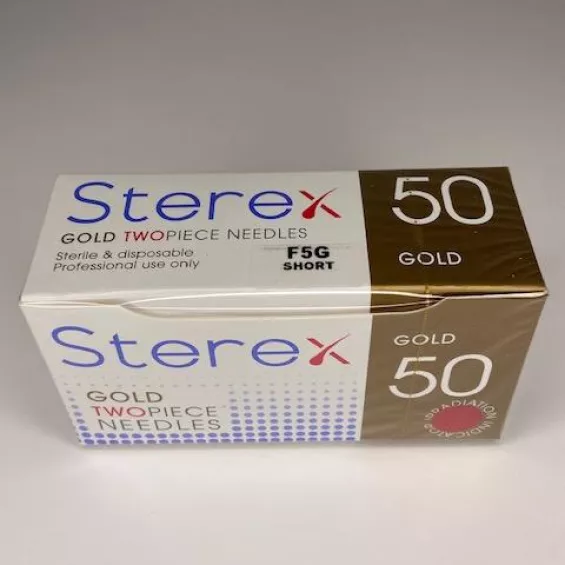 Sterex
50
GOLD TWOPIECE NEEDLES
Sterile & disposable
Professional use only
F5G
SHORT
GOLD
Sterex
GOLD
50
GOLD
TWOPIECE
NEEDLES
IRRADIATION INDICATOR